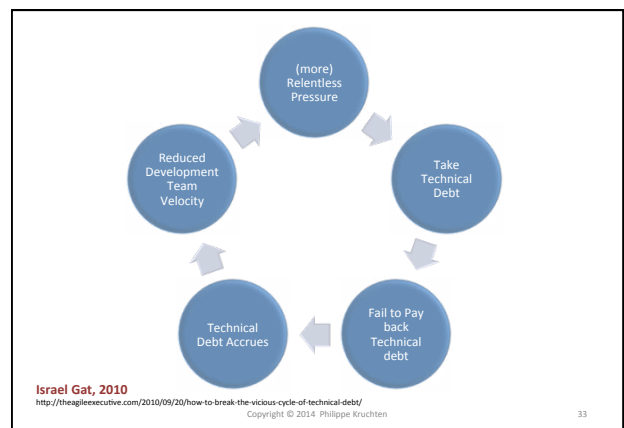 (more)
Relentless
Pressure
Take
Technical
Debt
Fail to Pay
back
Technical
debt
Technical
Debt Accrues
Reduced
Development
Team
Velocity
Israel Gat, 2010
http://theagileexecutive.com/2010/09/20/how-to-break-the-vicious-cycle-of-technical-debt/
Copyright © 2014 Philippe Kruchten
33